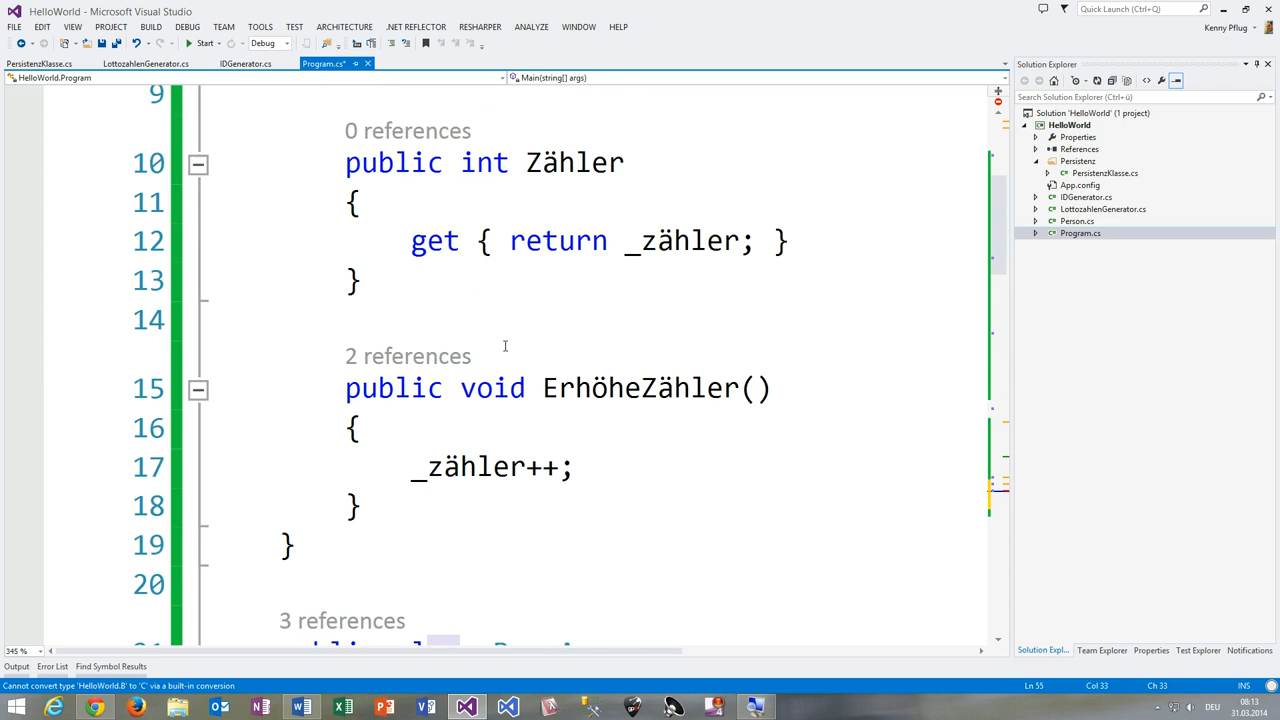 HelloWorld - Microsoft Visual Studio
Quick Launch (Ctrl+Q)
FILE EDIT VIEW PROJECT BUILD DEBUG TEAM TOOLS TEST ARCHITECTURE .NET REFLECTOR RESHARPER ANALYZE WINDOW HELP
Kenny Pflug
Start Debug
PersistenzKlasse.cs LottozahlenGenerator.cs IDGenerator.cs Program.cs*
HelloWorld.Program Main(string[] args)
9
0 references
10 public int Zähler
11 {
12 get { return _zähler; }
13 }
14
2 references
15 public void ErhöheZähler()
16 {
17 _zähler++;
18 }
19 }
20
3 references
345 %
Output Error List Find Symbol Results
Cannot convert type 'HelloWorld.B' to 'C' via a built-in conversion
Ln 55 Col 33 Ch 33 INS
Solution Explorer
Search Solution Explorer (Ctrl+ü)
Solution 'HelloWorld' (1 project)
HelloWorld
Properties
References
Persistenz
PersistenzKlasse.cs
App.config
IDGenerator.cs
LottozahlenGenerator.cs
Person.cs
Program.cs
Solution Expl... Team Explorer Properties Test Explorer Notifications
DEU
08:13
31.03.2014